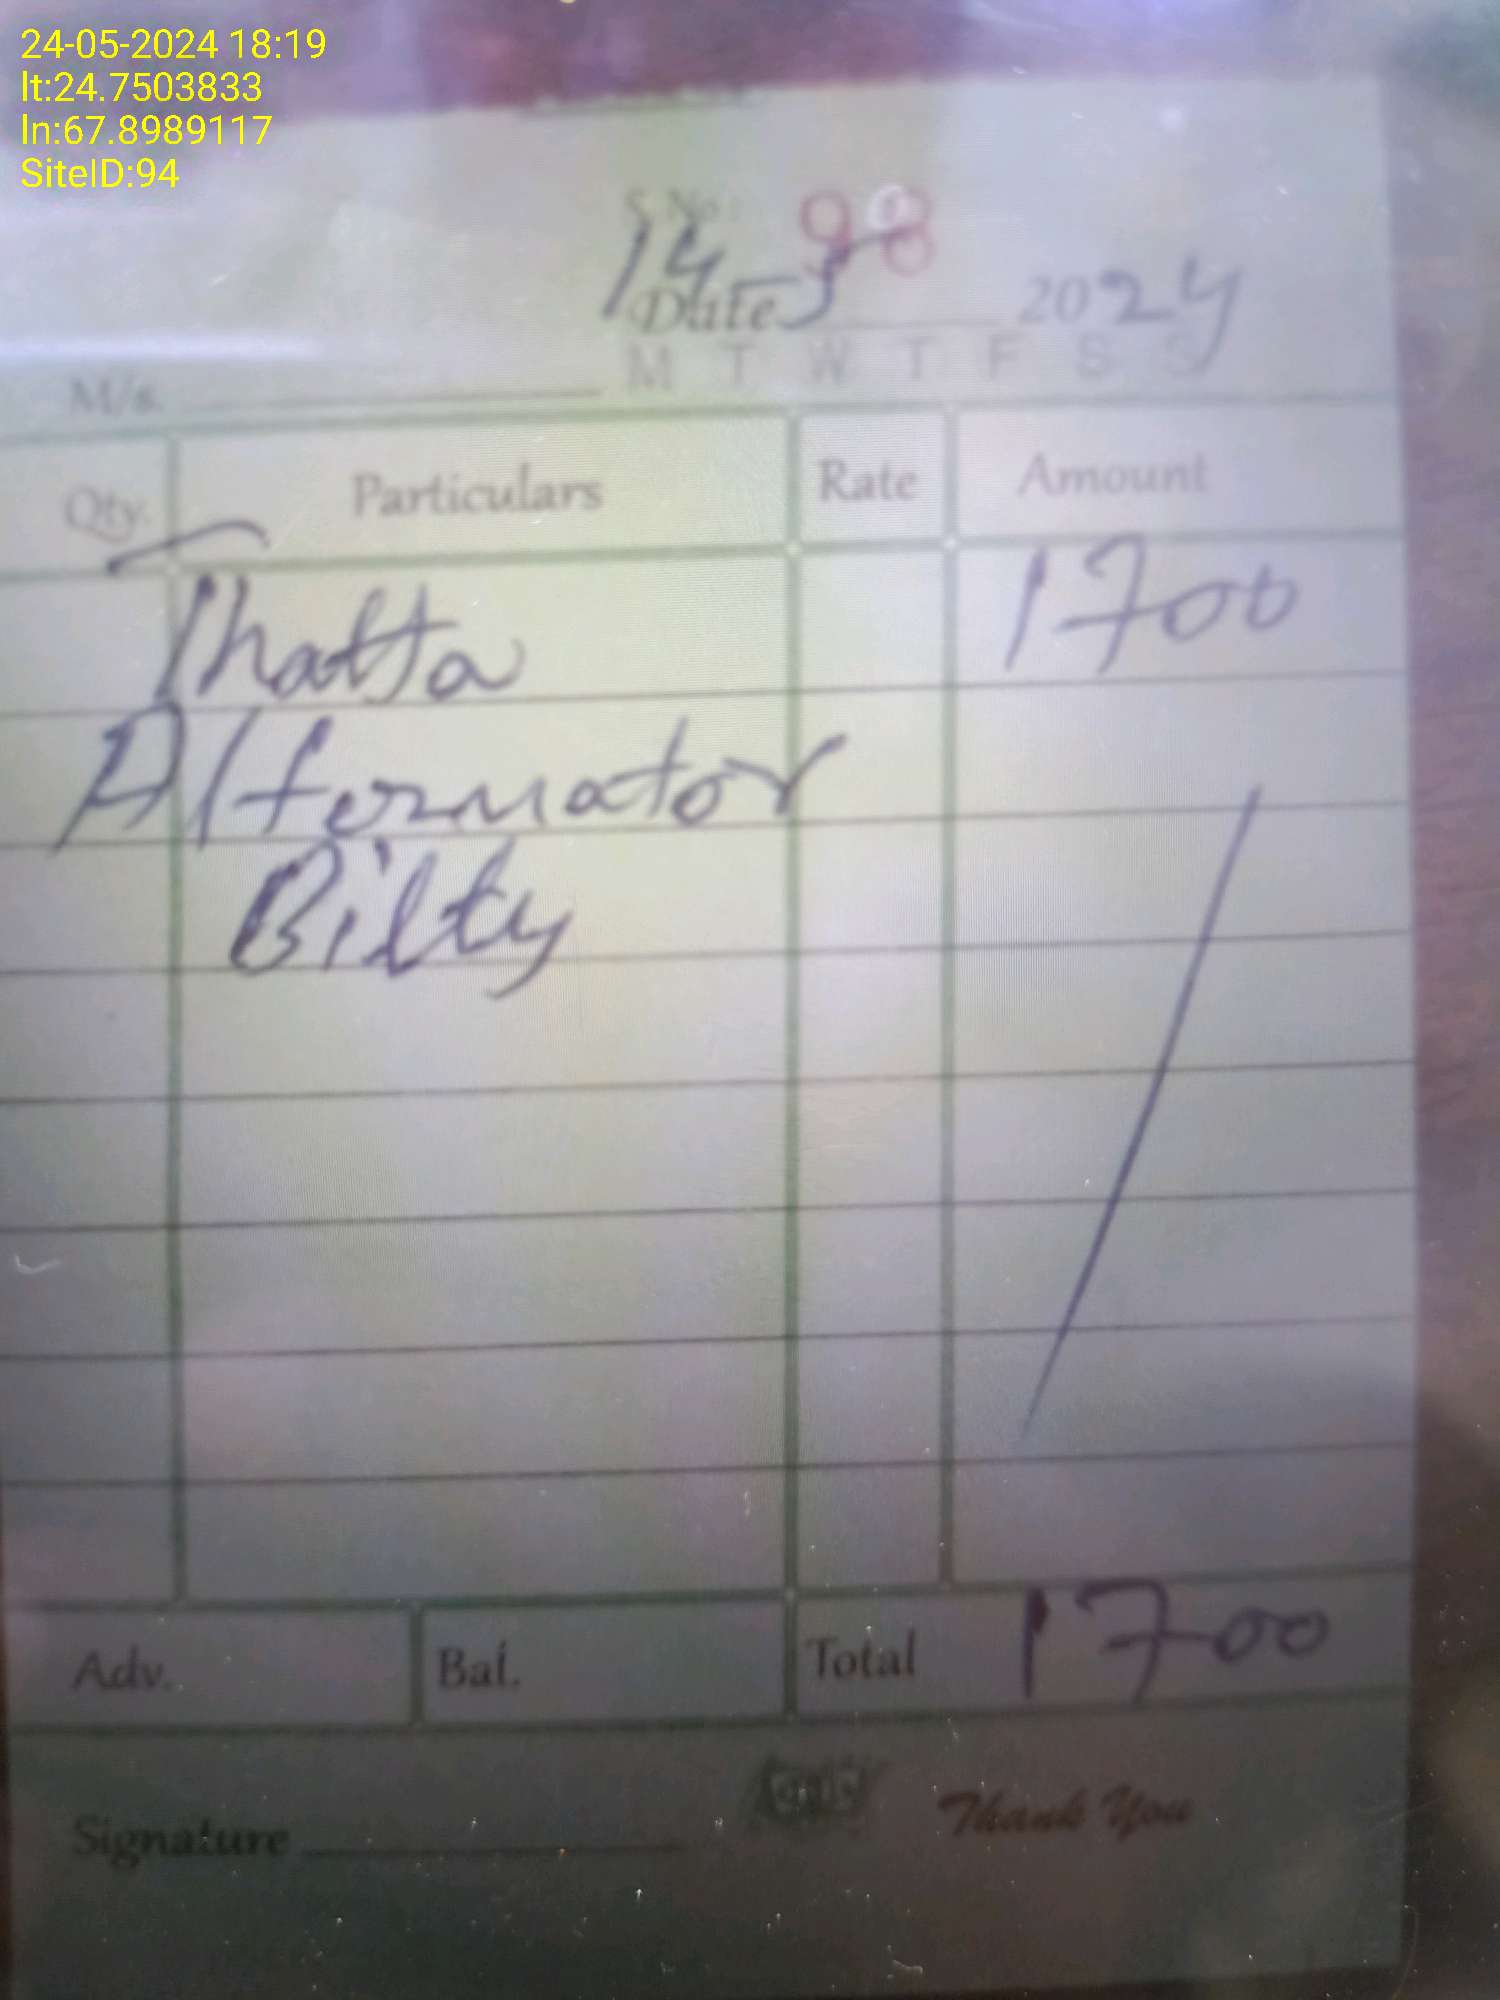 24-05-2024 18:19
lt:24.7503833
ln:67.8989117
SiteID:94
S.No: 98
14-5
Date 2024
M T W T F S S
M/s.
Qty. Particulars Rate Amount
Thatta 1700
Alternator
Bilty
Adv. Bal. Total 1700
Signature Thank You